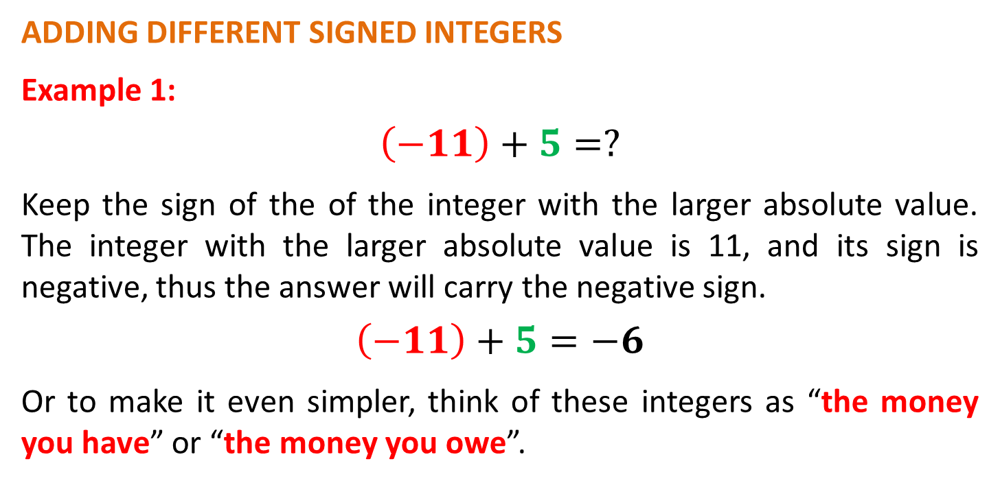 ADDING DIFFERENT SIGNED INTEGERS
Example 1:
(−11) + 5 =?
Keep the sign of the of the integer with the larger absolute value.
The integer with the larger absolute value is 11, and its sign is
negative, thus the answer will carry the negative sign.
(−11) + 5 = −6
Or to make it even simpler, think of these integers as “the money
you have” or “the money you owe”.